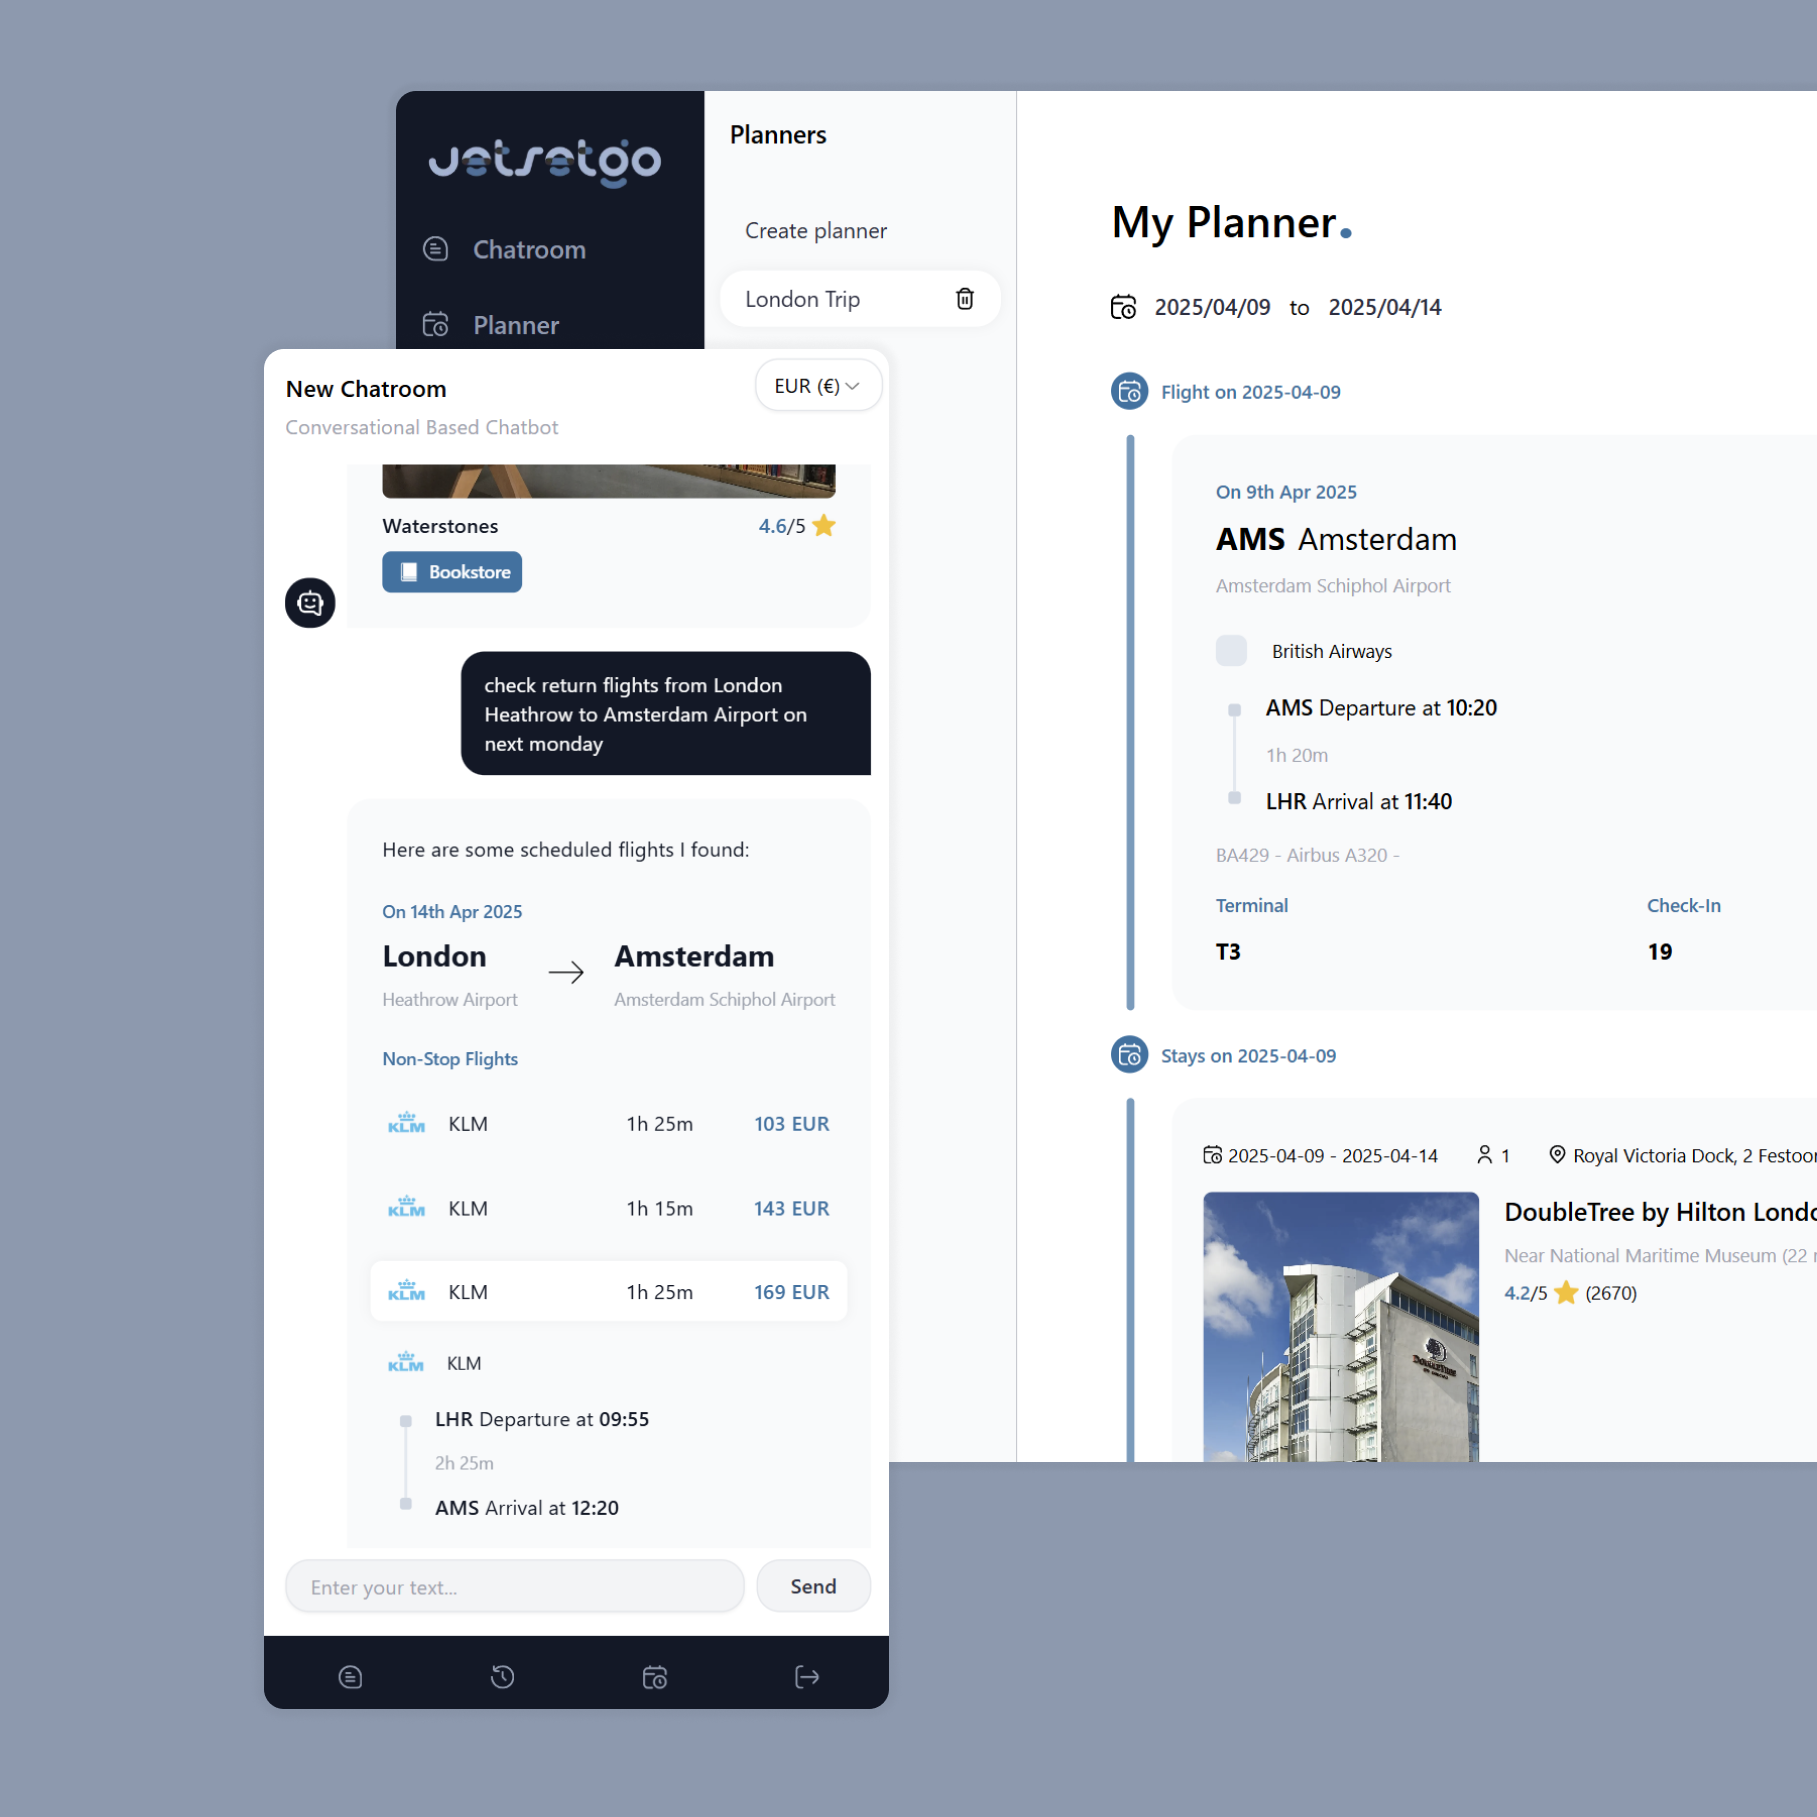 jetsetgo
Chatroom
Planner
Planners
Create planner
London Trip
My Planner.
2025/04/09 to 2025/04/14
Flight on 2025-04-09
On 9th Apr 2025
AMS Amsterdam
Amsterdam Schiphol Airport
British Airways
AMS Departure at 10:20
1h 20m
LHR Arrival at 11:40
BA429 - Airbus A320 -
Terminal
Check-In
T3
19
Stays on 2025-04-09
2025-04-09 - 2025-04-14
1
Royal Victoria Dock, 2
DoubleTree by Hilton
Near National Maritime Museum (22
4.2/5 (2670)
DOUBLETREE
New Chatroom
EUR (€)
Conversational Based Chatbot
Waterstones
4.6/5
Bookstore
check return flights from London
Heathrow to Amsterdam Airport on
next monday
Here are some scheduled flights I found:
On 14th Apr 2025
London
Amsterdam
Heathrow Airport
Amsterdam Schiphol Airport
Non-Stop Flights
KLM KLM 1h 25m 103 EUR
KLM KLM 1h 15m 143 EUR
KLM KLM 1h 25m 169 EUR
KLM KLM
LHR Departure at 09:55
2h 25m
AMS Arrival at 12:20
Enter your text...
Send